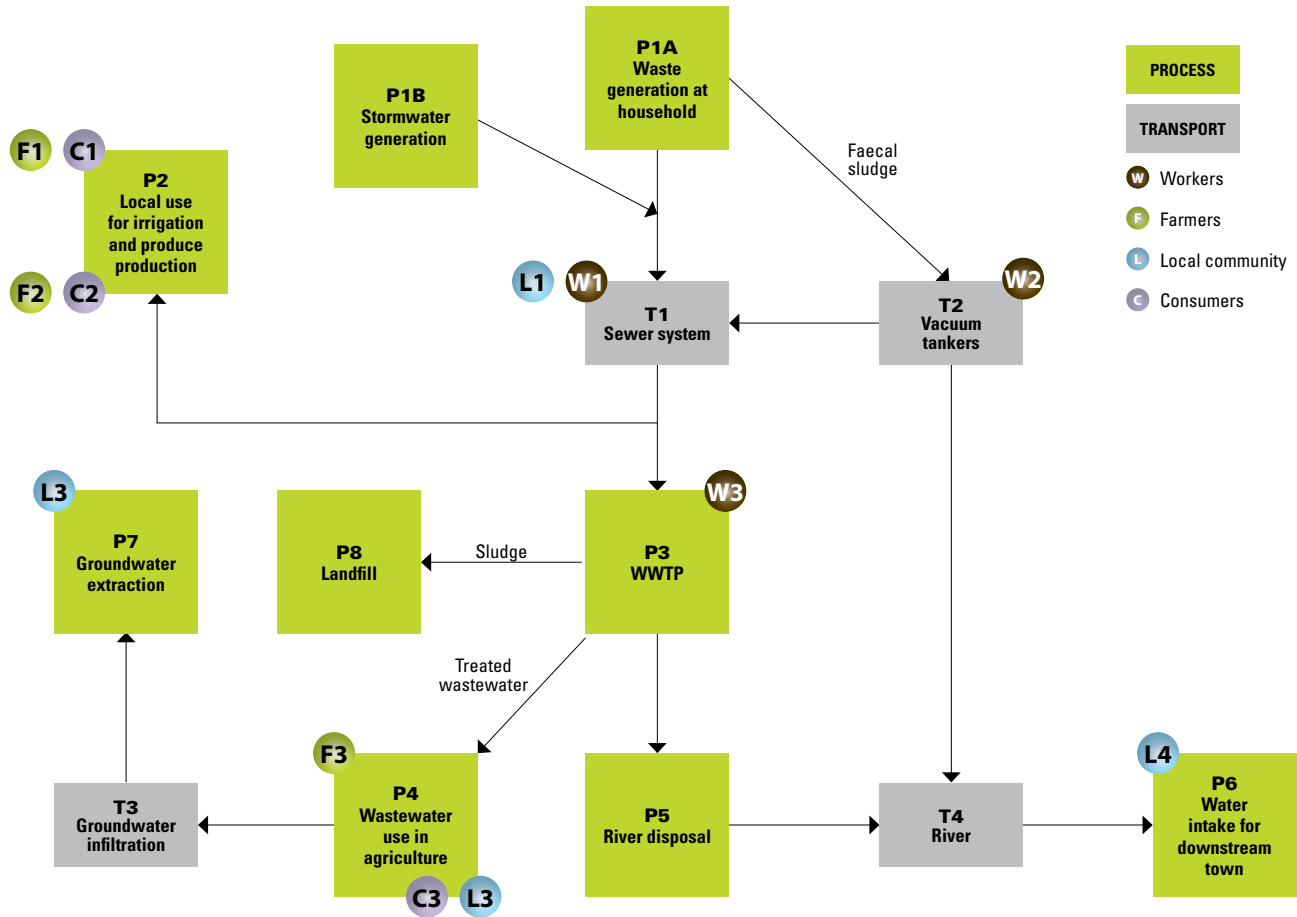 P1A
Waste
generation at
household
P1B
Stormwater
generation
PROCESS
TRANSPORT
W Workers
F Farmers
L Local community
C Consumers
F1
C1
P2
Local use
for irrigation
and produce
production
F2
C2
Faecal
sludge
L1
W1
T1
Sewer system
W2
T2
Vacuum
tankers
L3
P7
Groundwater
extraction
P8
Landfill
Sludge
W3
P3
WWTP
Treated
wastewater
T3
Groundwater
infiltration
F3
P4
Wastewater
use in
agriculture
C3
L3
P5
River disposal
T4
River
L4
P6
Water
intake for
downstream
town